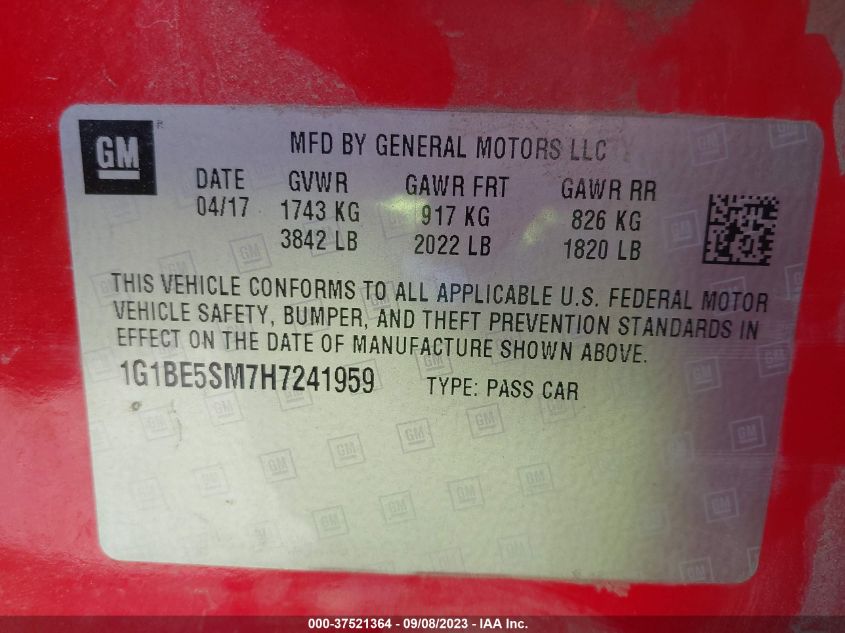 GM
MFD BY GENERAL MOTORS LLC
DATE GVWR GAWR FRT GAWR RR
04/17 1743 KG 917 KG 826 KG
3842 LB 2022 LB 1820 LB
THIS VEHICLE CONFORMS TO ALL APPLICABLE U.S. FEDERAL MOTOR
VEHICLE SAFETY, BUMPER, AND THEFT PREVENTION STANDARDS IN
EFFECT ON THE DATE OF MANUFACTURE SHOWN ABOVE.
1G1BE5SM7H7241959 TYPE: PASS CAR
000-37521364 - 09/08/2023 - IAA Inc.